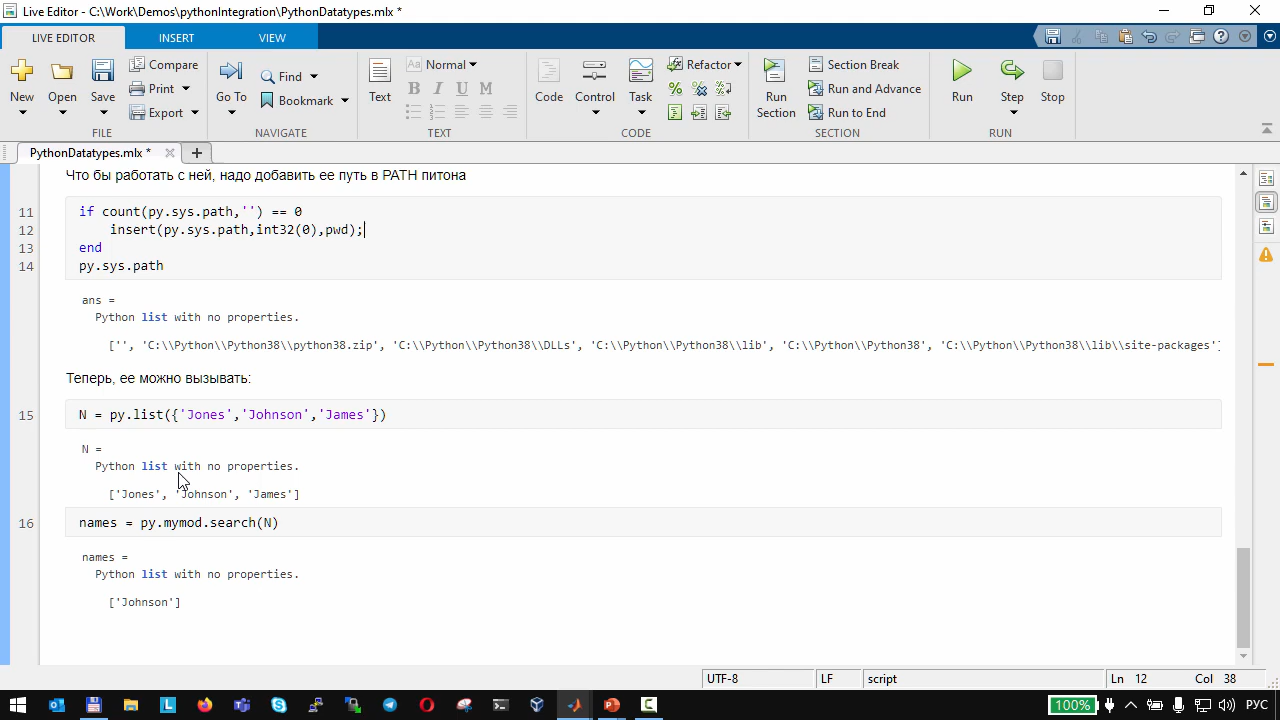 Live Editor - C:\Work\Demos\pythonIntegration\PythonDatatypes.mlx *
LIVE EDITOR INSERT VIEW
New Open Save Compare Print Export
FILE
Go To Find Bookmark
NAVIGATE
Text Normal
B I U M
TEXT
Code Control Task Refactor
CODE
Run Section Section Break Run and Advance Run to End
SECTION
Run Step Stop
RUN
PythonDatatypes.mlx *
Что бы работать с ней, надо добавить ее путь в PATH питона
11 if count(py.sys.path,'') == 0
12 insert(py.sys.path,int32(0),pwd);
13 end
14 py.sys.path
ans =
Python list with no properties.
['', 'C:\\Python\\Python38\\python38.zip', 'C:\\Python\\Python38\\DLLs', 'C:\\Python\\Python38\\lib', 'C:\\Python\\Python38', 'C:\\Python\\Python38\\lib\\site-packages']
Теперь, ее можно вызывать:
15 N = py.list({'Jones','Johnson','James'})
N =
Python list with no properties.
['Jones', 'Johnson', 'James']
16 names = py.mymod.search(N)
names =
Python list with no properties.
['Johnson']
UTF-8 LF script Ln 12 Col 38
100% РУС